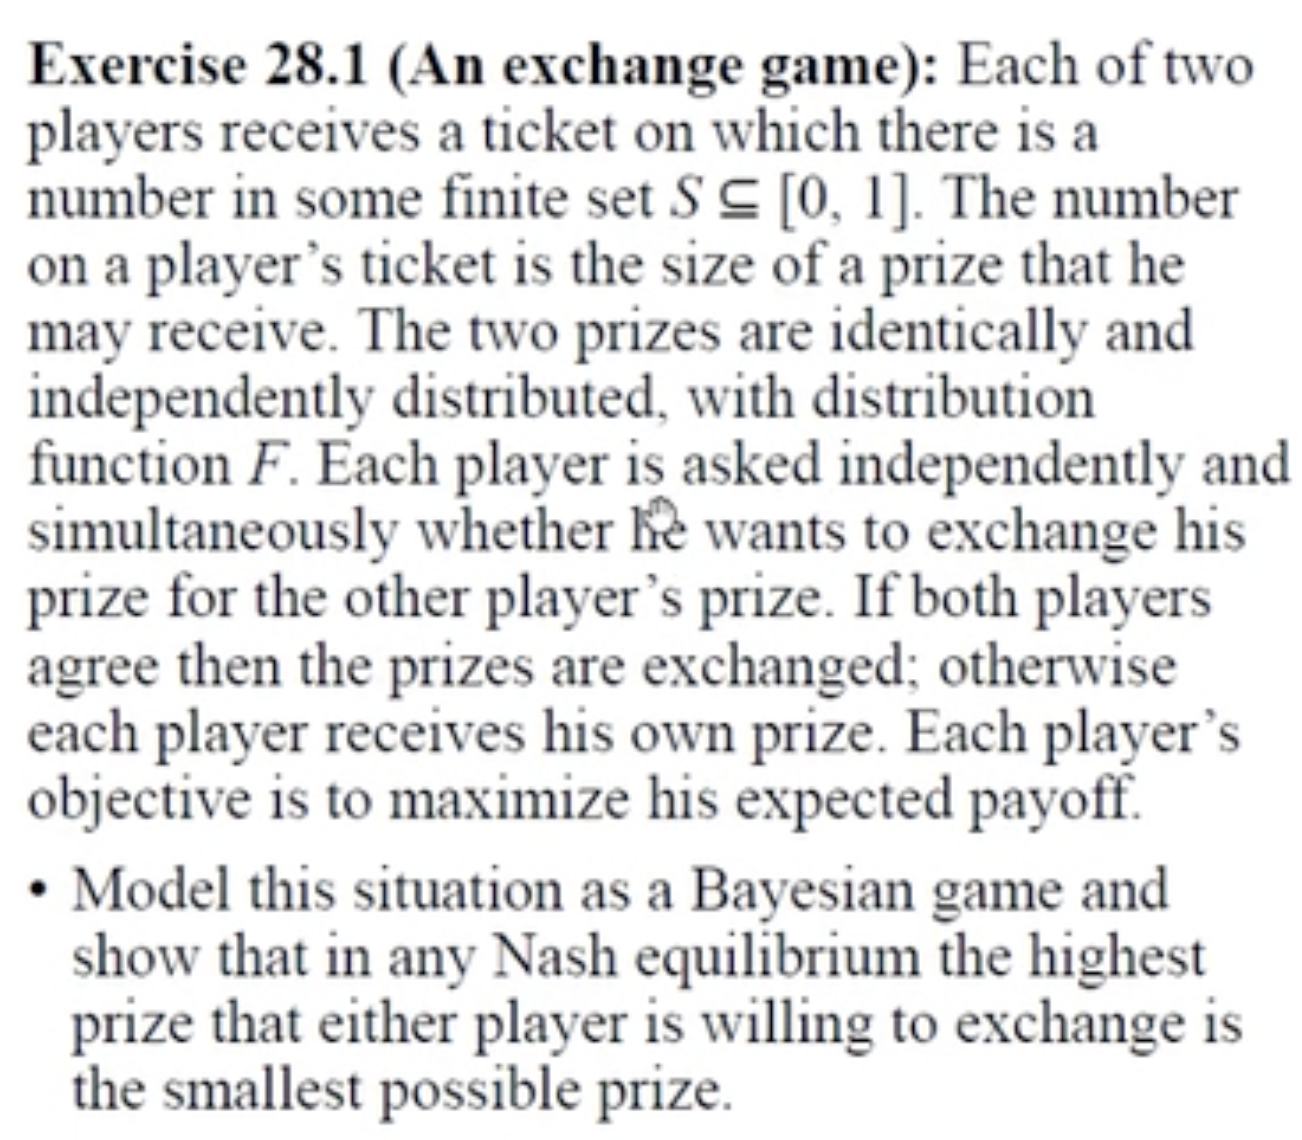 Exercise 28.1 (An exchange game): Each of two
players receives a ticket on which there is a
number in some finite set S ⊆ [0, 1]. The number
on a player's ticket is the size of a prize that he
may receive. The two prizes are identically and
independently distributed, with distribution
function F. Each player is asked independently and
simultaneously whether he wants to exchange his
prize for the other player's prize. If both players
agree then the prizes are exchanged; otherwise
each player receives his own prize. Each player's
objective is to maximize his expected payoff.
• Model this situation as a Bayesian game and
show that in any Nash equilibrium the highest
prize that either player is willing to exchange is
the smallest possible prize.